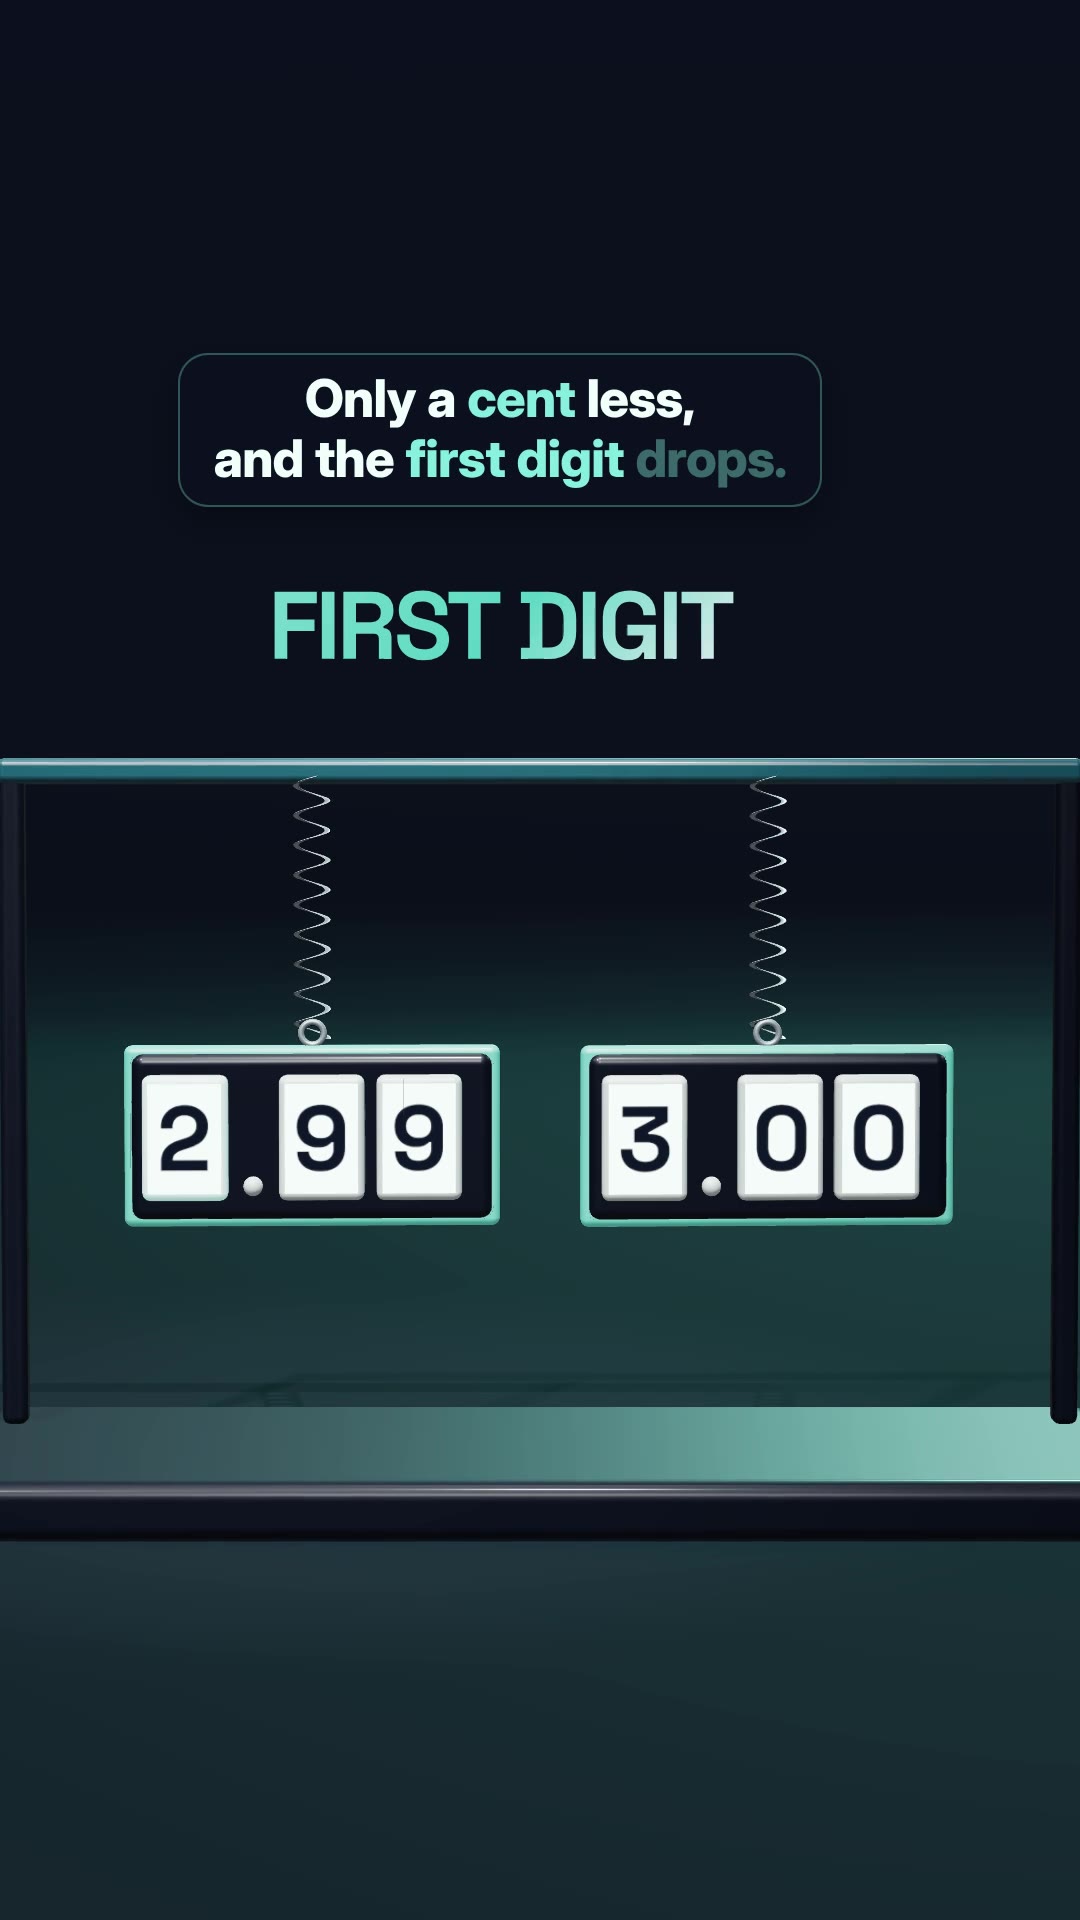 Only a cent less,
and the first digit drops.
FIRST DIGIT
2.99
3.00